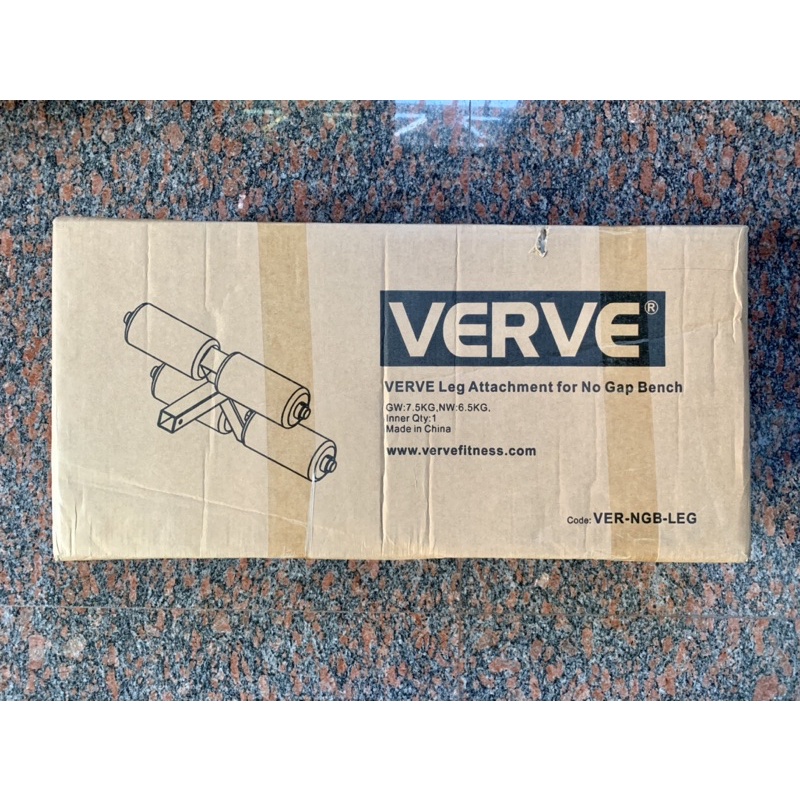 VERVE®
VERVE Leg Attachment for No Gap Bench
GW:7.5KG,NW:6.5KG.
Inner Qty:1
Made in China
www.vervefitness.com
Code: VER-NGB-LEG